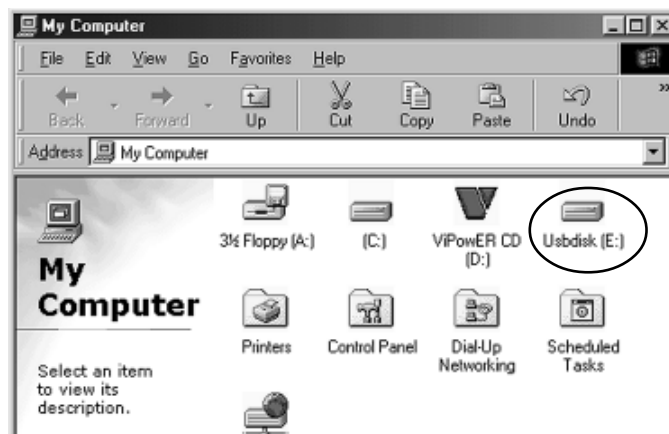 My Computer
File Edit View Go Favorites Help
Back Forward Up Cut Copy Paste Undo »
Address My Computer
3½ Floppy (A:) (C:) ViPowER CD (D:) Usbdisk (E:)
My
Computer
Printers Control Panel Dial-Up Networking Scheduled Tasks
Select an item
to view its
description.